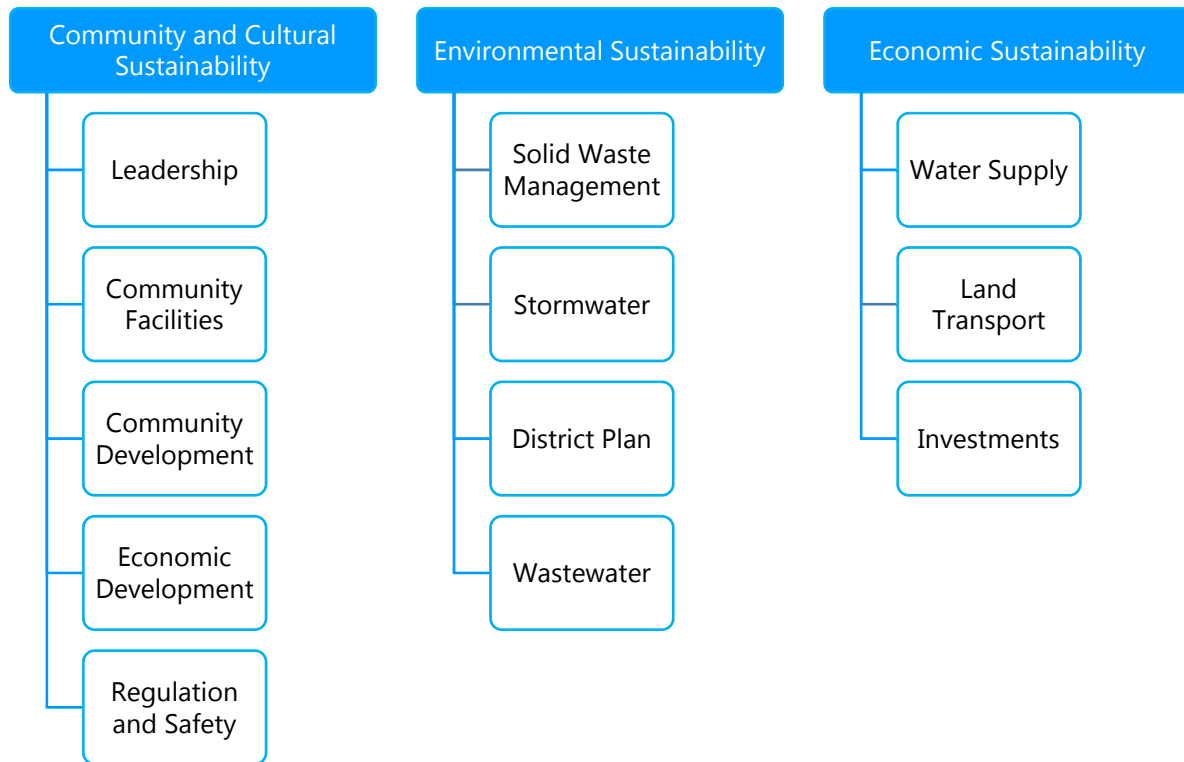 Community and Cultural
Sustainability
Leadership
Community
Facilities
Community
Development
Economic
Development
Regulation
and Safety
Environmental Sustainability
Solid Waste
Management
Stormwater
District Plan
Wastewater
Economic Sustainability
Water Supply
Land
Transport
Investments